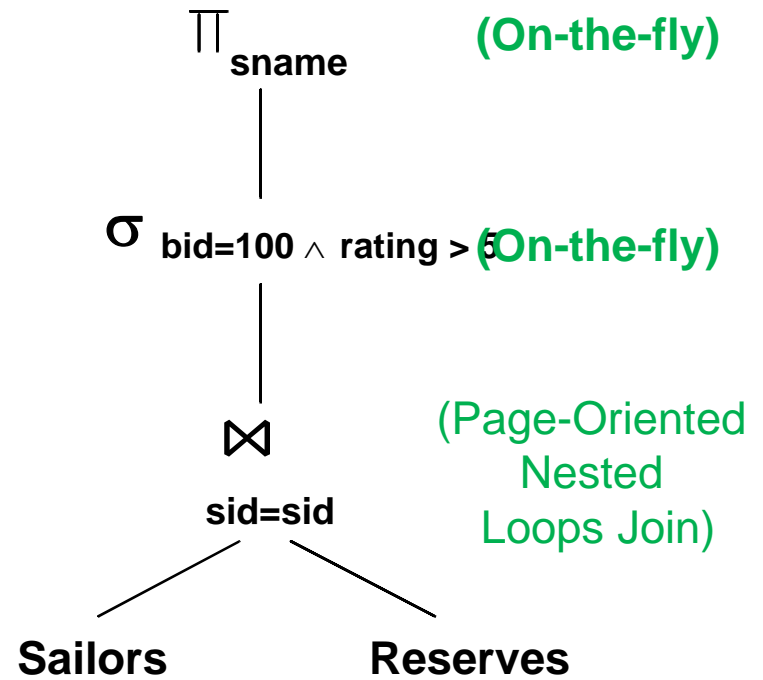 π sname (On-the-fly)
σ bid=100 ∧ rating > 5 (On-the-fly)
⋈ (Page-Oriented
Nested
sid=sid Loops Join)
Sailors Reserves